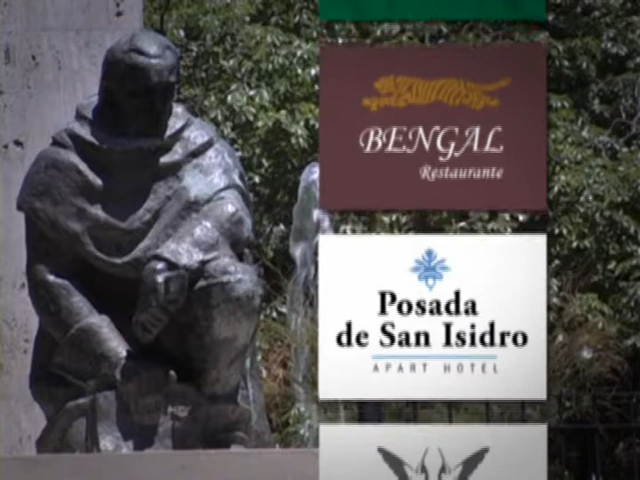 BENGAL
Restaurante
Posada
de San Isidro
APART HOTEL